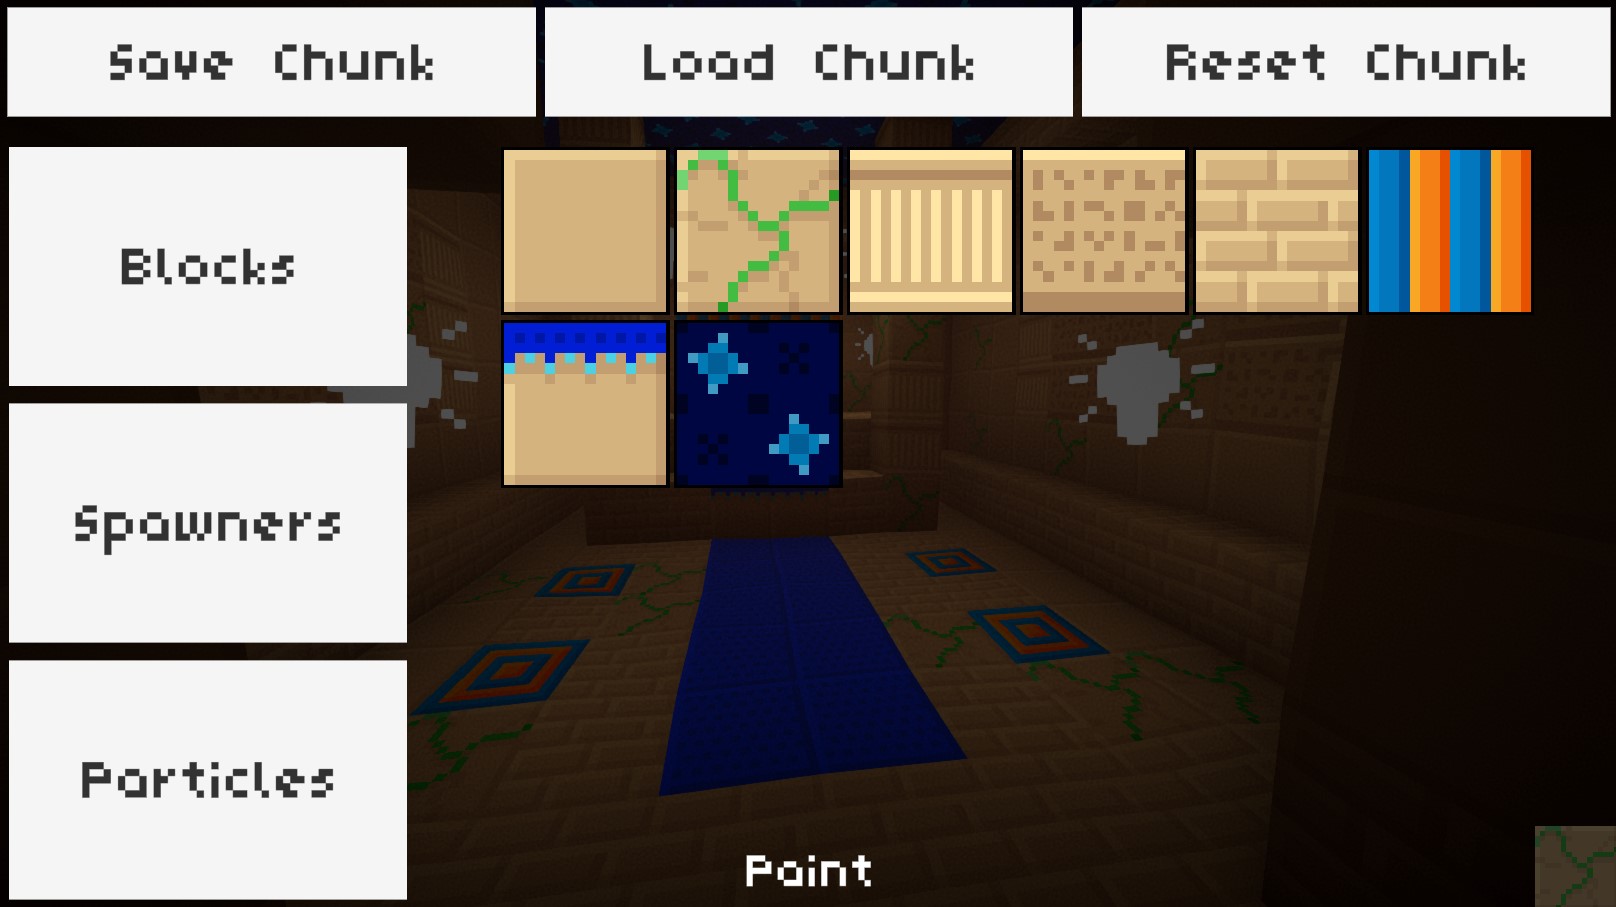 Save Chunk
Load Chunk
Reset Chunk
Blocks
Spawners
Particles
Paint